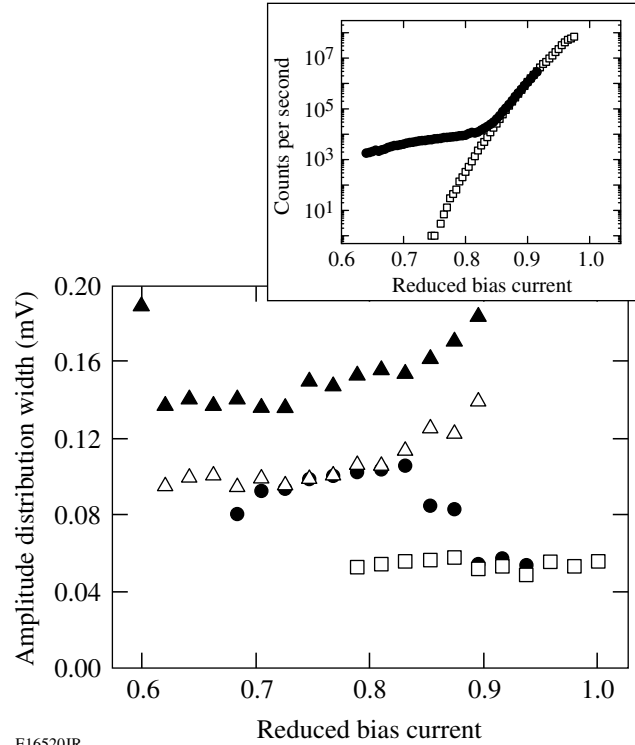 10^7
10^5
10^3
10^1
Counts per second
0.6 0.7 0.8 0.9 1.0
Reduced bias current
0.20
0.16
0.12
0.08
0.04
0.00
Amplitude distribution width (mV)
0.6 0.7 0.8 0.9 1.0
Reduced bias current
E16520JR